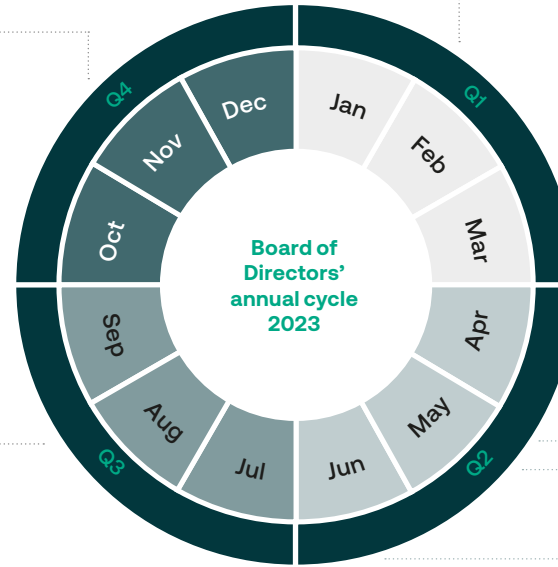 Q1
Jan
Feb
Mar
Q2
Apr
May
Jun
Q3
Jul
Aug
Sep
Q4
Oct
Nov
Dec
Board of
Directors’
annual cycle
2023